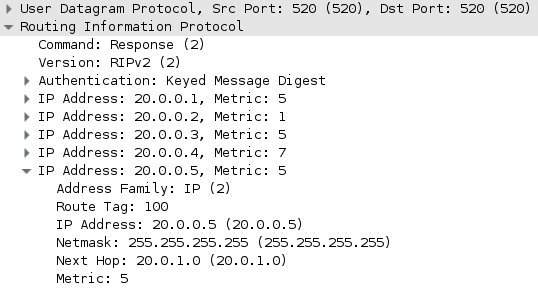 User Datagram Protocol, Src Port: 520 (520), Dst Port: 520 (520)
Routing Information Protocol
Command: Response (2)
Version: RIPv2 (2)
Authentication: Keyed Message Digest
IP Address: 20.0.0.1, Metric: 5
IP Address: 20.0.0.2, Metric: 1
IP Address: 20.0.0.3, Metric: 5
IP Address: 20.0.0.4, Metric: 7
IP Address: 20.0.0.5, Metric: 5
Address Family: IP (2)
Route Tag: 100
IP Address: 20.0.0.5 (20.0.0.5)
Netmask: 255.255.255.255 (255.255.255.255)
Next Hop: 20.0.1.0 (20.0.1.0)
Metric: 5